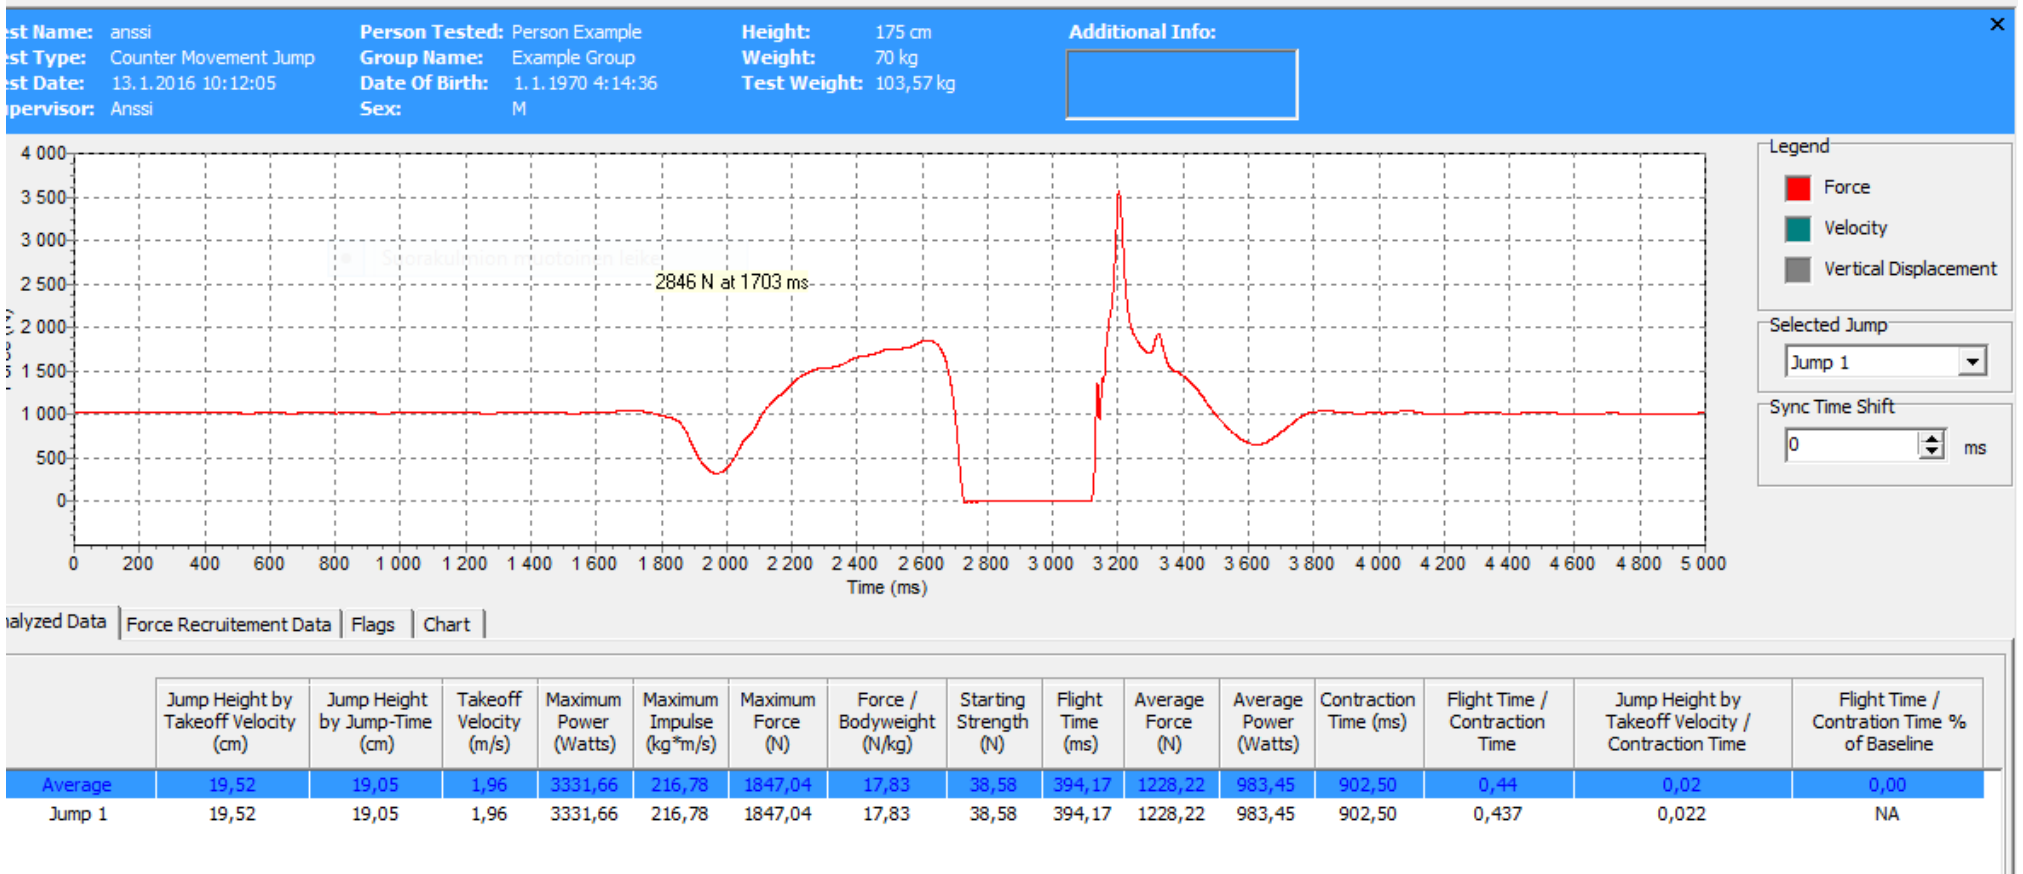 est Name: anssi Person Tested: Person Example Height: 175 cm Additional Info:
est Type: Counter Movement Jump Group Name: Example Group Weight: 70 kg
est Date: 13.1.2016 10:12:05 Date Of Birth: 1.1.1970 4:14:36 Test Weight: 103,57 kg
pervisor: Anssi Sex: M
4 000
3 500
3 000
2 500
2 000
1 500
1 000
500
0
Suorakulmion muotoinen leike
2846 N at 1703 ms
0 200 400 600 800 1 000 1 200 1 400 1 600 1 800 2 000 2 200 2 400 2 600 2 800 3 000 3 200 3 400 3 600 3 800 4 000 4 200 4 400 4 600 4 800 5 000
Time (ms)
Legend
Force
Velocity
Vertical Displacement
Selected Jump
Jump 1
Sync Time Shift
0 ms
nalyzed Data Force Recruitement Data Flags Chart
Jump Height by Takeoff Velocity (cm) Jump Height by Jump-Time (cm) Takeoff Velocity (m/s) Maximum Power (Watts) Maximum Impulse (kg*m/s) Maximum Force (N) Force / Bodyweight (N/kg) Starting Strength (N) Flight Time (ms) Average Force (N) Average Power (Watts) Contraction Time (ms) Flight Time / Contraction Time Jump Height by Takeoff Velocity / Contraction Time Flight Time / Contration Time % of Baseline
Average 19,52 19,05 1,96 3331,66 216,78 1847,04 17,83 38,58 394,17 1228,22 983,45 902,50 0,44 0,02 0,00
Jump 1 19,52 19,05 1,96 3331,66 216,78 1847,04 17,83 38,58 394,17 1228,22 983,45 902,50 0,437 0,022 NA